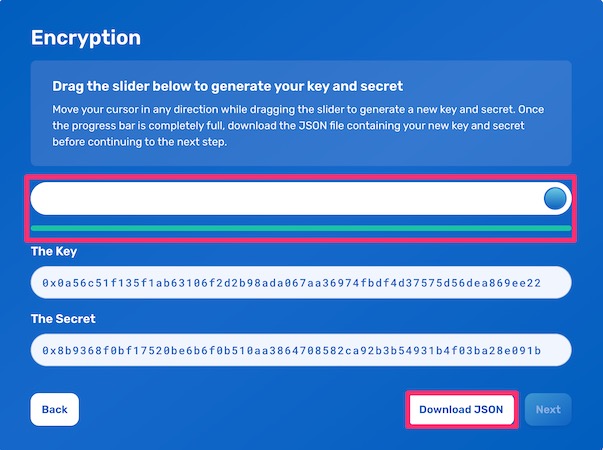 Encryption
Drag the slider below to generate your key and secret
Move your cursor in any direction while dragging the slider to generate a new key and secret. Once
the progress bar is completely full, download the JSON file containing your new key and secret
before continuing to the next step.
The Key
0x0a56c51f135f1ab63106f2d2b98ada067aa36974fbdf4d37575d56dea869ee22
The Secret
0x8b9368f0bf17520be6b6f0b510aa3864708582ca92b3b54931b4f03ba28e091b
Back
Download JSON
Next